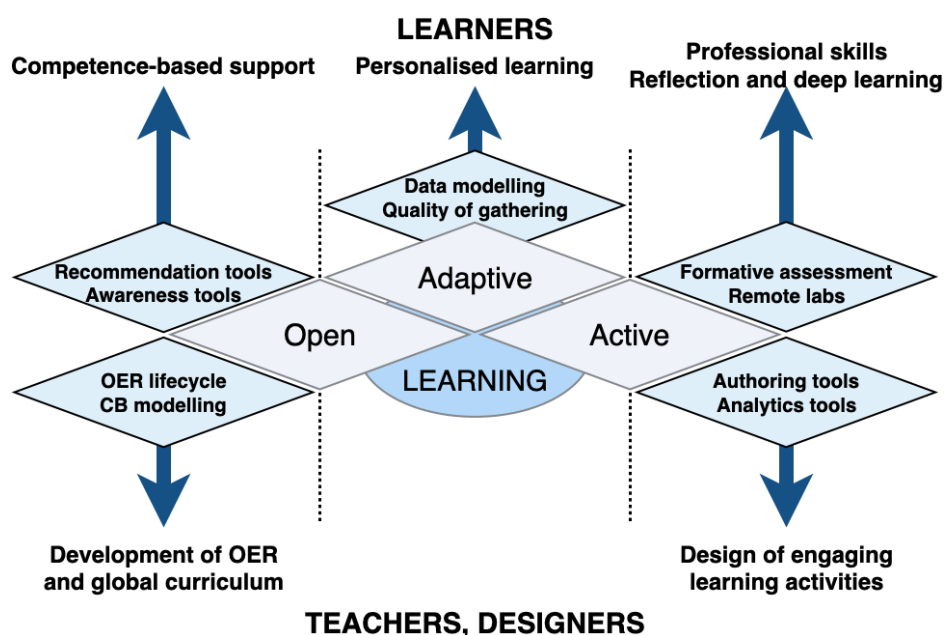 LEARNERS
Competence-based support
Personalised learning
Professional skills
Reflection and deep learning
Data modelling
Quality of gathering
Recommendation tools
Awareness tools
Adaptive
Formative assessment
Remote labs
Open
Active
LEARNING
OER lifecycle
CB modelling
Authoring tools
Analytics tools
Development of OER
and global curriculum
Design of engaging
learning activities
TEACHERS, DESIGNERS